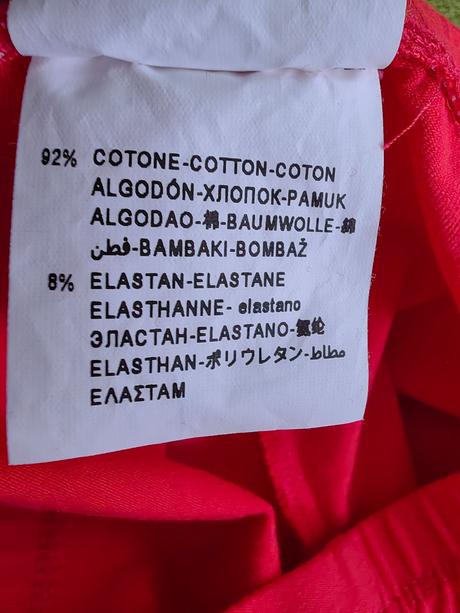 92% COTONE-COTTON-COTON
ALGODÓN-ХЛОПОК-PAMUK
ALGODAO-棉-BAUMWOLLE-綿
قطن-BAMBAKI-BOMBAŽ
8% ELASTAN-ELASTANE
ELASTHANNE- elastano
ЭЛАСТАН-ELASTANO-氨纶
ELASTHAN-ポリウレタン-مطاط
ΕΛΑΣΤΑΜ